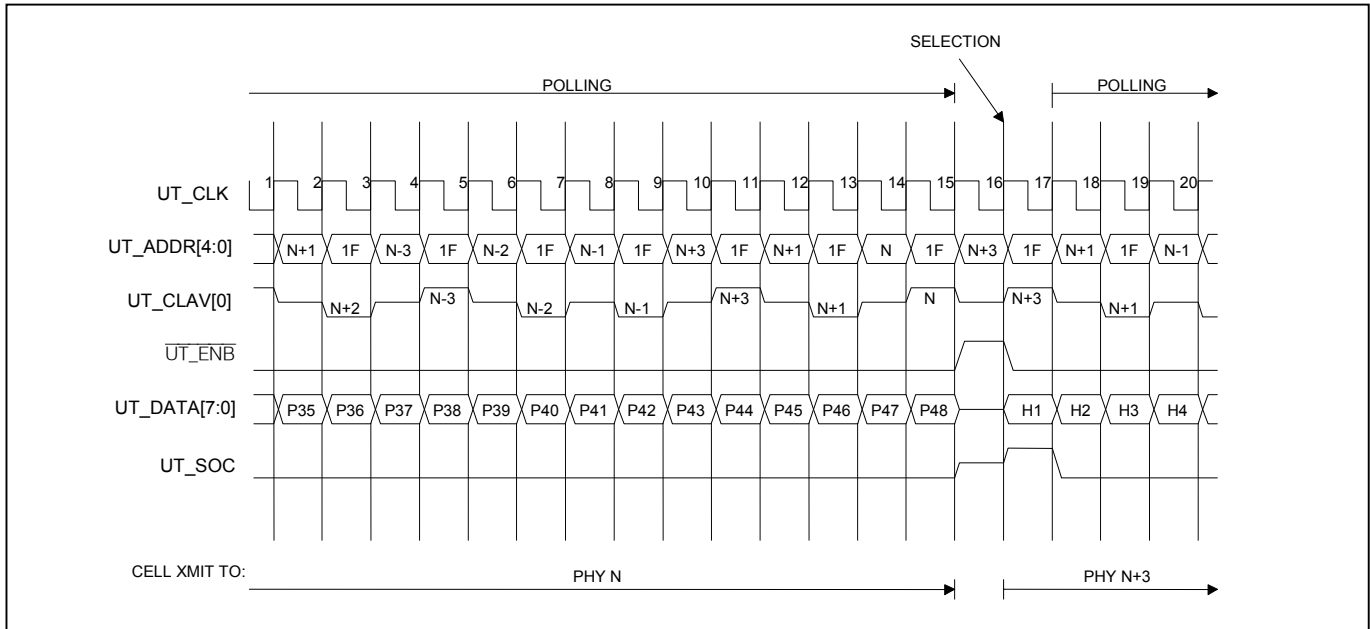 SELECTION
POLLING POLLING
UT_CLK 1 2 3 4 5 6 7 8 9 10 11 12 13 14 15 16 17 18 19 20
UT_ADDR[4:0] N+1 1F N-3 1F N-2 1F N-1 1F N+3 1F N+1 1F N 1F N+3 1F N+1 1F N-1
UT_CLAV[0] N+2 N-3 N-2 N-1 N+3 N+1 N N+3 N+1
UT_ENB
UT_DATA[7:0] P35 P36 P37 P38 P39 P40 P41 P42 P43 P44 P45 P46 P47 P48 H1 H2 H3 H4
UT_SOC
CELL XMIT TO: PHY N PHY N+3